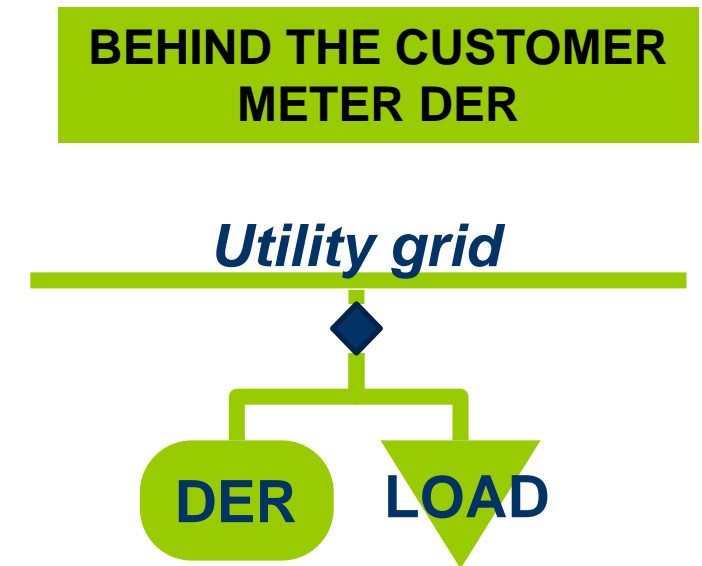 BEHIND THE CUSTOMER
METER DER
Utility grid
DER
LOAD